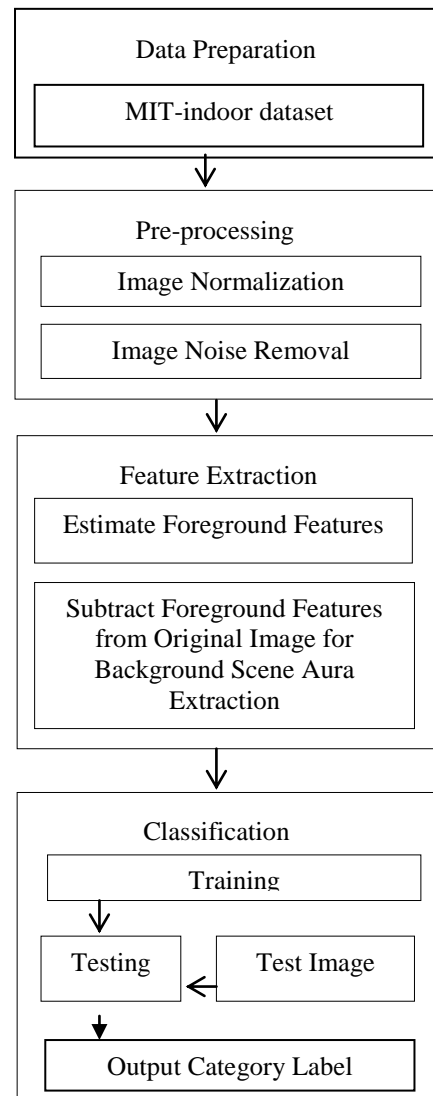 Data Preparation
MIT-indoor dataset
Pre-processing
Image Normalization
Image Noise Removal
Feature Extraction
Estimate Foreground Features
Subtract Foreground Features
from Original Image for
Background Scene Aura
Extraction
Classification
Training
Testing
Test Image
Output Category Label